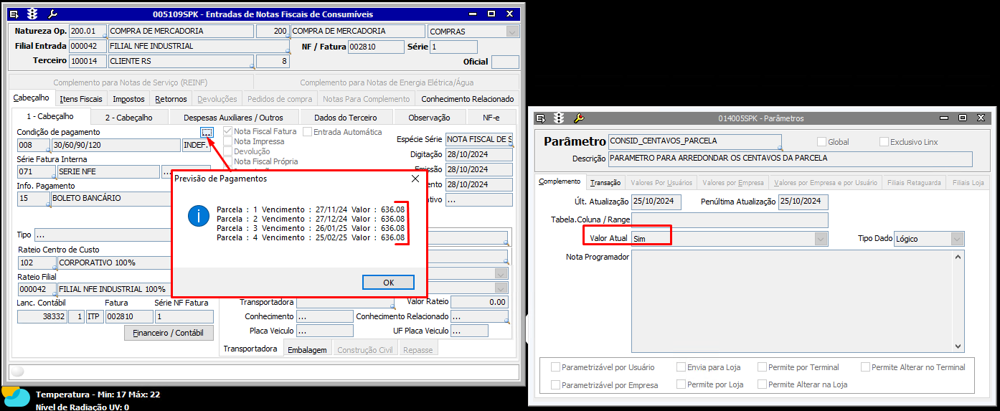 005109SPK - Entradas de Notas Fiscais de Consumíveis
Natureza Op. 200.01 COMPRA DE MERCADORIA 200 COMPRA DE MERCADORIA COMPRAS
Filial Entrada 000042 FILIAL NFE INDUSTRIAL NF / Fatura 002810 Série 1
Terceiro 100014 CLIENTE RS 8 Oficial
Complemento para Notas de Serviço (REINF) Complemento para Notas de Energia Elétrica/Água
Cabeçalho Itens Fiscais Impostos Retornos Devoluções Pedidos de compra Notas Para Complemento Conhecimento Relacionado
1 - Cabeçalho 2 - Cabeçalho Despesas Auxiliares / Outros Dados do Terceiro Observação NF-e
Condição de pagamento Nota Fiscal Fatura Entrada Automática
008 30/60/90/120 INDEF. Nota Impressa Espécie Série NOTA FISCAL DE S
Devolução Digitação 28/10/2024
Série Fatura Interna Nota Fiscal Própria
071 SERIE NFE ... Emissão 28/10/2024
Info. Pagamento ento 28/10/2024
15 BOLETO BANCÁRIO ativo ...
Previsão de Pagamentos
Parcela : 1 Vencimento : 27/11/24 Valor : 636.08
Parcela : 2 Vencimento : 27/12/24 Valor : 636.08
Parcela : 3 Vencimento : 26/01/25 Valor : 636.08
Parcela : 4 Vencimento : 25/02/25 Valor : 636.08
OK
Tipo ...
Rateio Centro de Custo
102 CORPORATIVO 100%
Rateio Filial
000042 FILIAL NFE INDUSTRIAL 100%
Lanc. Contábil Fatura Série NF Fatura Transportadora Valor Rateio 0.00
38332 1 ITP 002810 1 Conhecimento ... Conhecimento Relacionado ...
Financeiro / Contábil Placa Veiculo ... UF Placa Veiculo ...
Transportadora Embalagem Construção Civil Repasse
Temperatura - Min: 17 Máx: 22
Nível de Radiação UV: 0
014005SPK - Parâmetros
Parâmetro CONSID_CENTAVOS_PARCELA Global Exclusivo Linx
Descrição PARAMETRO PARA ARREDONDAR OS CENTAVOS DA PARCELA
Complemento Transação Valores Por Usuários Valores por Empresa Valores por Empresa e por Usuário Filiais Retaguarda Filiais Loja
Últ. Atualização 25/10/2024 Penúltima Atualização 25/10/2024
Tabela.Coluna / Range
Valor Atual Sim Tipo Dado Lógico
Nota Programador
Parametrizável por Usuário Envia para Loja Permite por Terminal Permite Alterar no Terminal
Parametrizável por Empresa Permite por Loja Permite Alterar na Loja